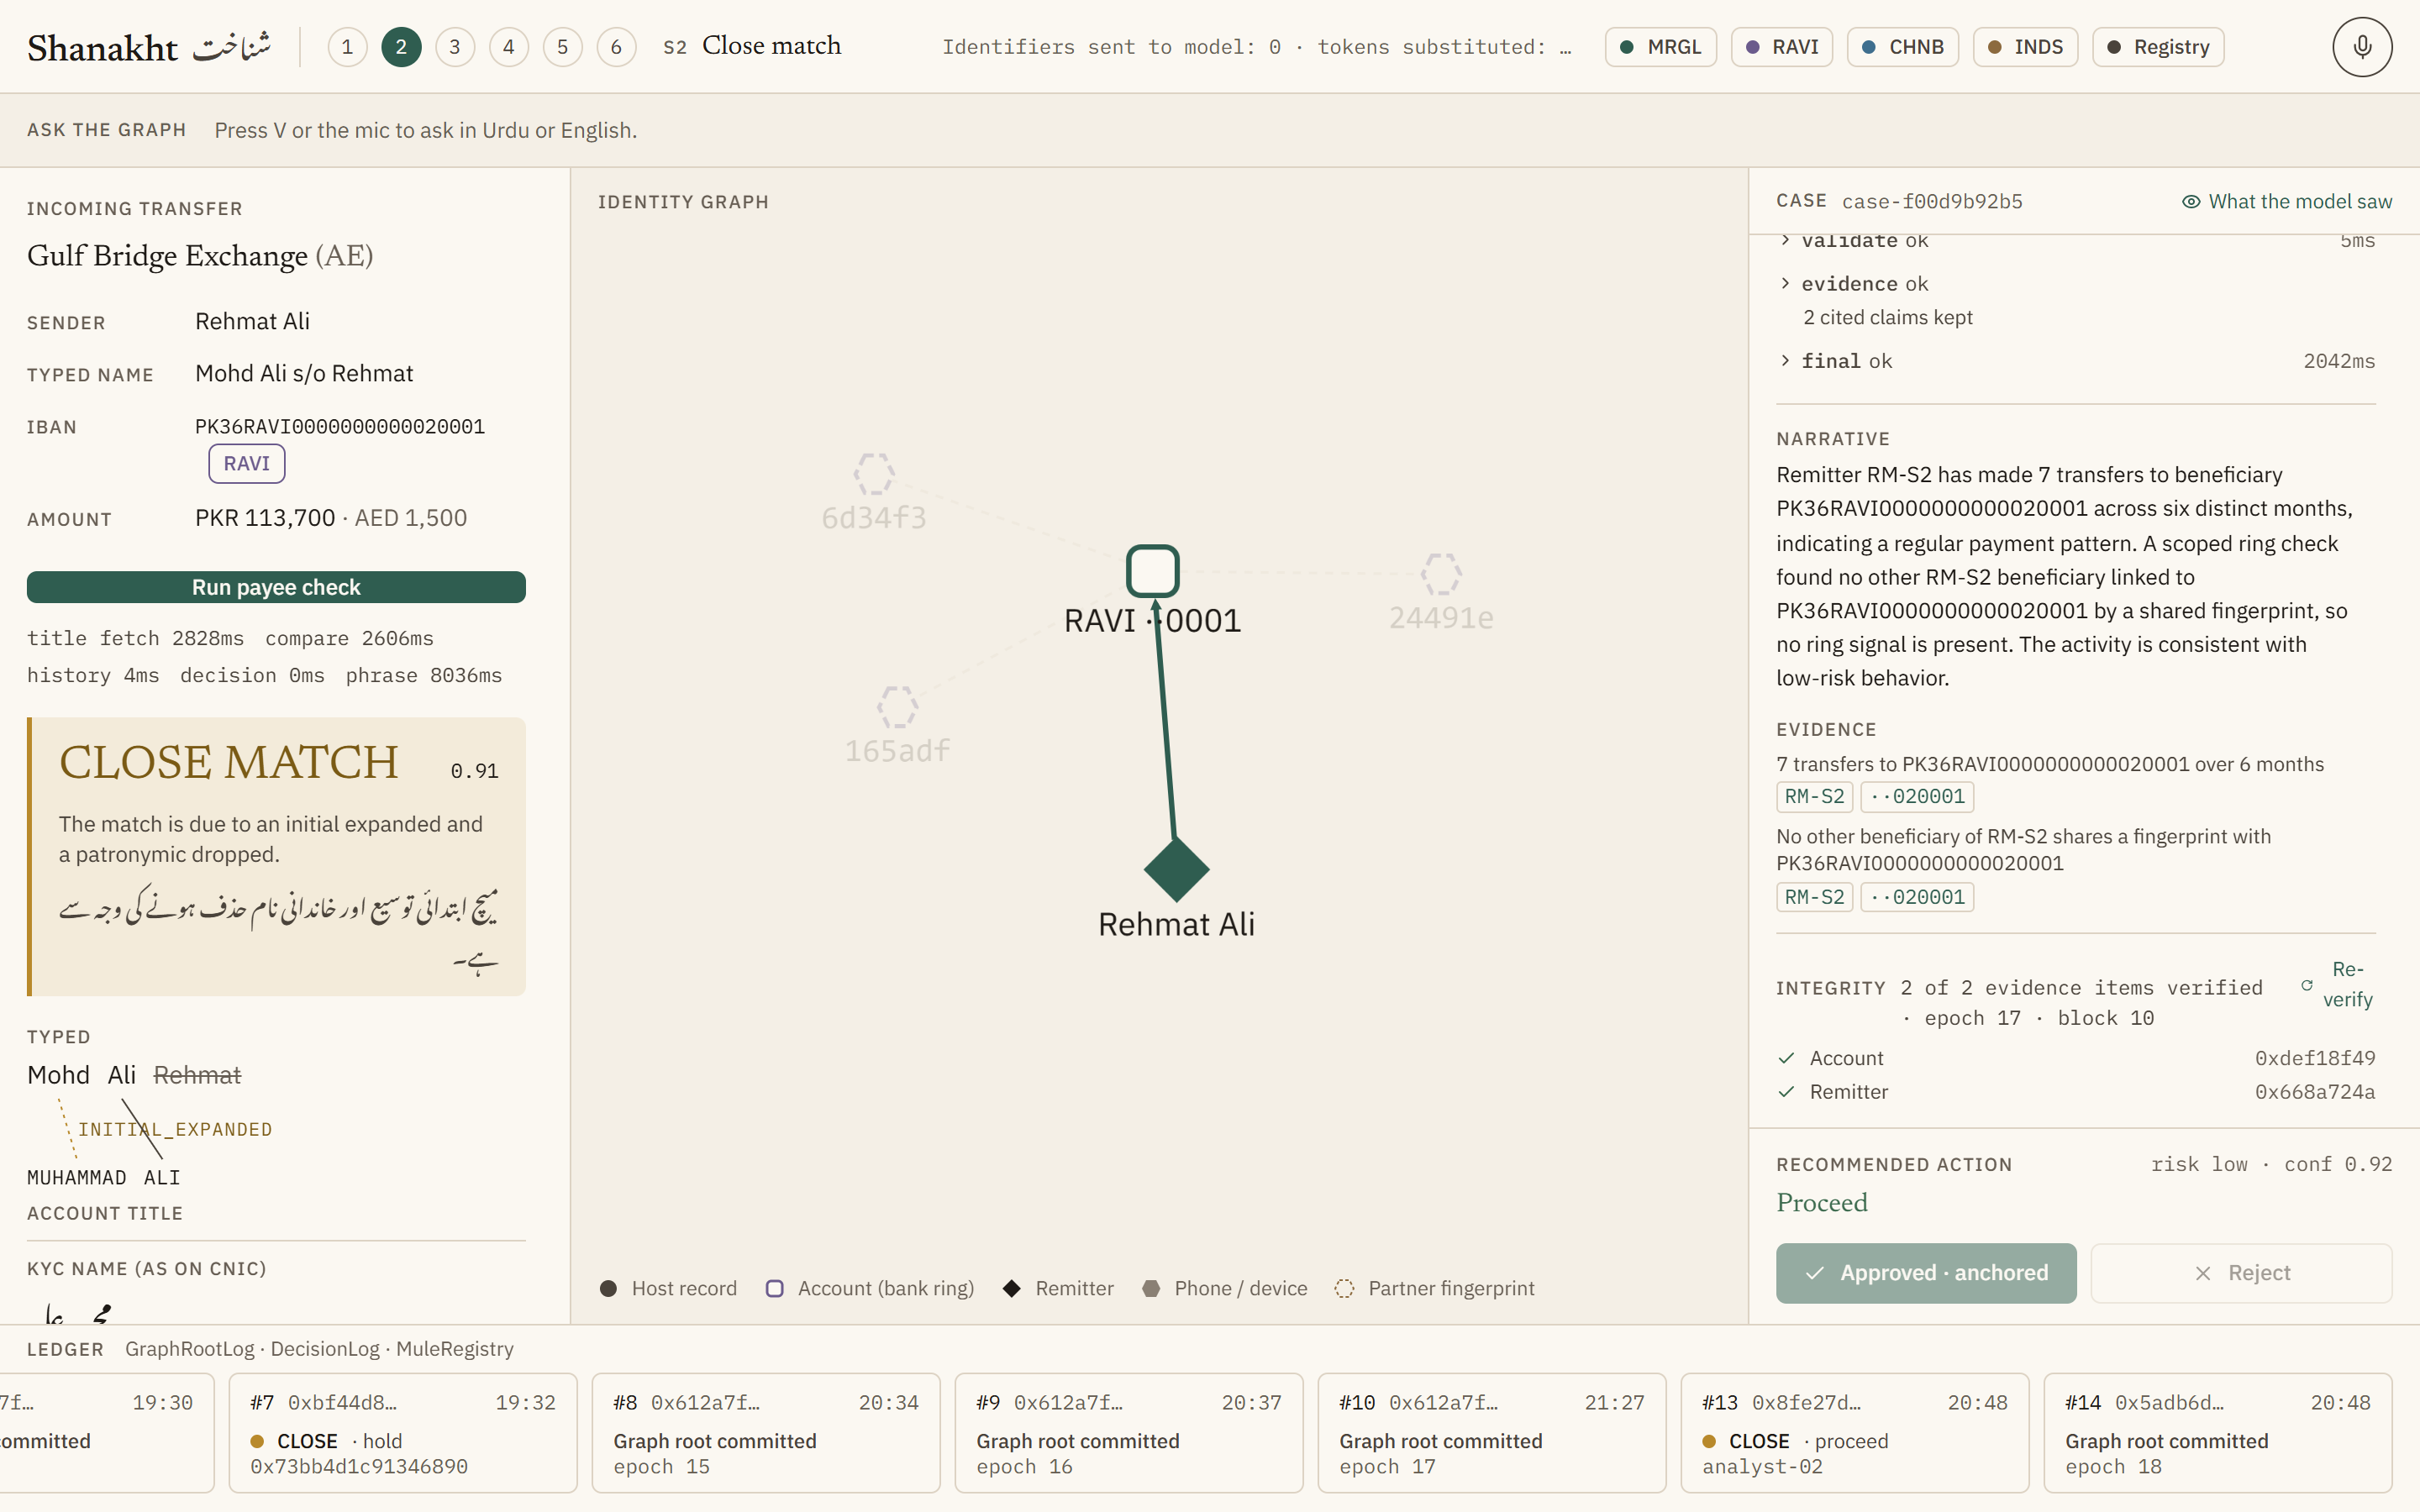 Shanakht شناخت
1 2 3 4 5 6 S2 Close match
Identifiers sent to model: 0 · tokens substituted: …
MRGL RAVI CHNB INDS Registry
ASK THE GRAPH Press V or the mic to ask in Urdu or English.
INCOMING TRANSFER
Gulf Bridge Exchange (AE)
SENDER Rehmat Ali
TYPED NAME Mohd Ali s/o Rehmat
IBAN PK36RAVI0000000000020001
RAVI
AMOUNT PKR 113,700 · AED 1,500
Run payee check
title fetch 2828ms compare 2606ms
history 4ms decision 0ms phrase 8036ms
CLOSE MATCH 0.91
The match is due to an initial expanded and
a patronymic dropped.
میچ ابتدائی توسیع اور خاندانی نام حذف ہونے کی وجہ سے
ہے۔
TYPED
Mohd Ali Rehmat
INITIAL_EXPANDED
MUHAMMAD ALI
ACCOUNT TITLE
KYC NAME (AS ON CNIC)
IDENTITY GRAPH
6d34f3
24491e
RAVI ··0001
165adf
Rehmat Ali
Host record Account (bank ring) Remitter Phone / device Partner fingerprint
CASE case-f00d9b92b5 What the model saw
validate ok 5ms
evidence ok
2 cited claims kept
final ok 2042ms
NARRATIVE
Remitter RM-S2 has made 7 transfers to beneficiary
PK36RAVI0000000000020001 across six distinct months,
indicating a regular payment pattern. A scoped ring check
found no other RM-S2 beneficiary linked to
PK36RAVI0000000000020001 by a shared fingerprint, so
no ring signal is present. The activity is consistent with
low-risk behavior.
EVIDENCE
7 transfers to PK36RAVI0000000000020001 over 6 months
RM-S2 ··020001
No other beneficiary of RM-S2 shares a fingerprint with
PK36RAVI0000000000020001
RM-S2 ··020001
INTEGRITY 2 of 2 evidence items verified
· epoch 17 · block 10
Re-
verify
Account 0xdef18f49
Remitter 0x668a724a
RECOMMENDED ACTION risk low · conf 0.92
Proceed
Approved · anchored Reject
LEDGER GraphRootLog · DecisionLog · MuleRegistry
7f… 19:30
ommitted
#7 0xbf44d8… 19:32
CLOSE · hold
0x73bb4d1c91346890
#8 0x612a7f… 20:34
Graph root committed
epoch 15
#9 0x612a7f… 20:37
Graph root committed
epoch 16
#10 0x612a7f… 21:27
Graph root committed
epoch 17
#13 0x8fe27d… 20:48
CLOSE · proceed
analyst-02
#14 0x5adb6d… 20:48
Graph root committed
epoch 18